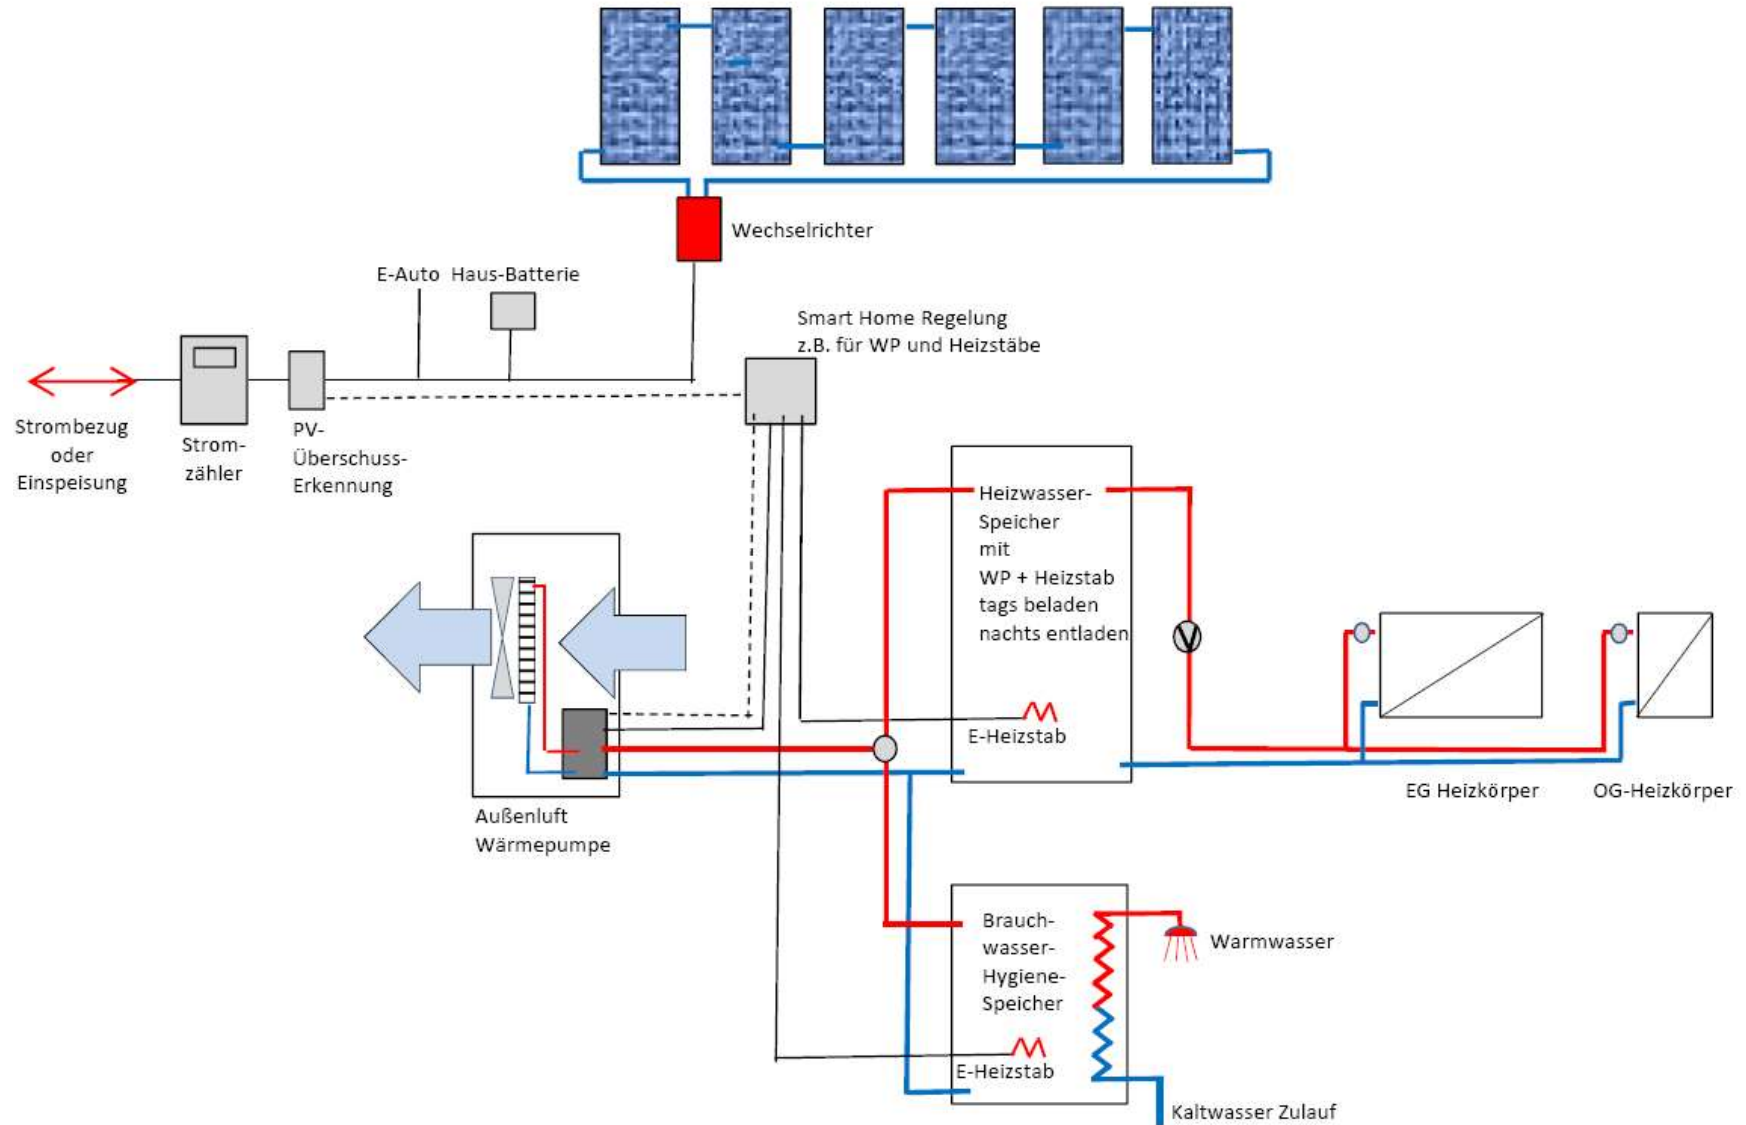 Wechselrichter
E-Auto Haus-Batterie
Smart Home Regelung
z.B. für WP und Heizstäbe
Strombezug
oder
Einspeisung
Strom-
zähler
PV-
Überschuss-
Erkennung
Heizwasser-
Speicher
mit
WP + Heizstab
tags beladen
nachts entladen
V
E-Heizstab
EG Heizkörper
OG-Heizkörper
Außenluft
Wärmepumpe
Brauch-
wasser-
Hygiene-
Speicher
Warmwasser
E-Heizstab
Kaltwasser Zulauf